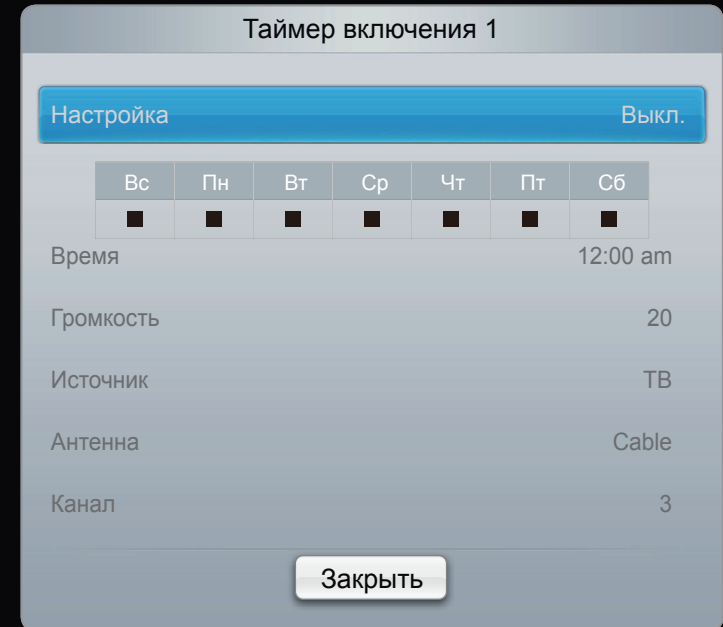 Таймер включения 1
Настройка Выкл.
Вс Пн Вт Ср Чт Пт Сб
Время 12:00 am
Громкость 20
Источник ТВ
Антенна Cable
Канал 3
Закрыть